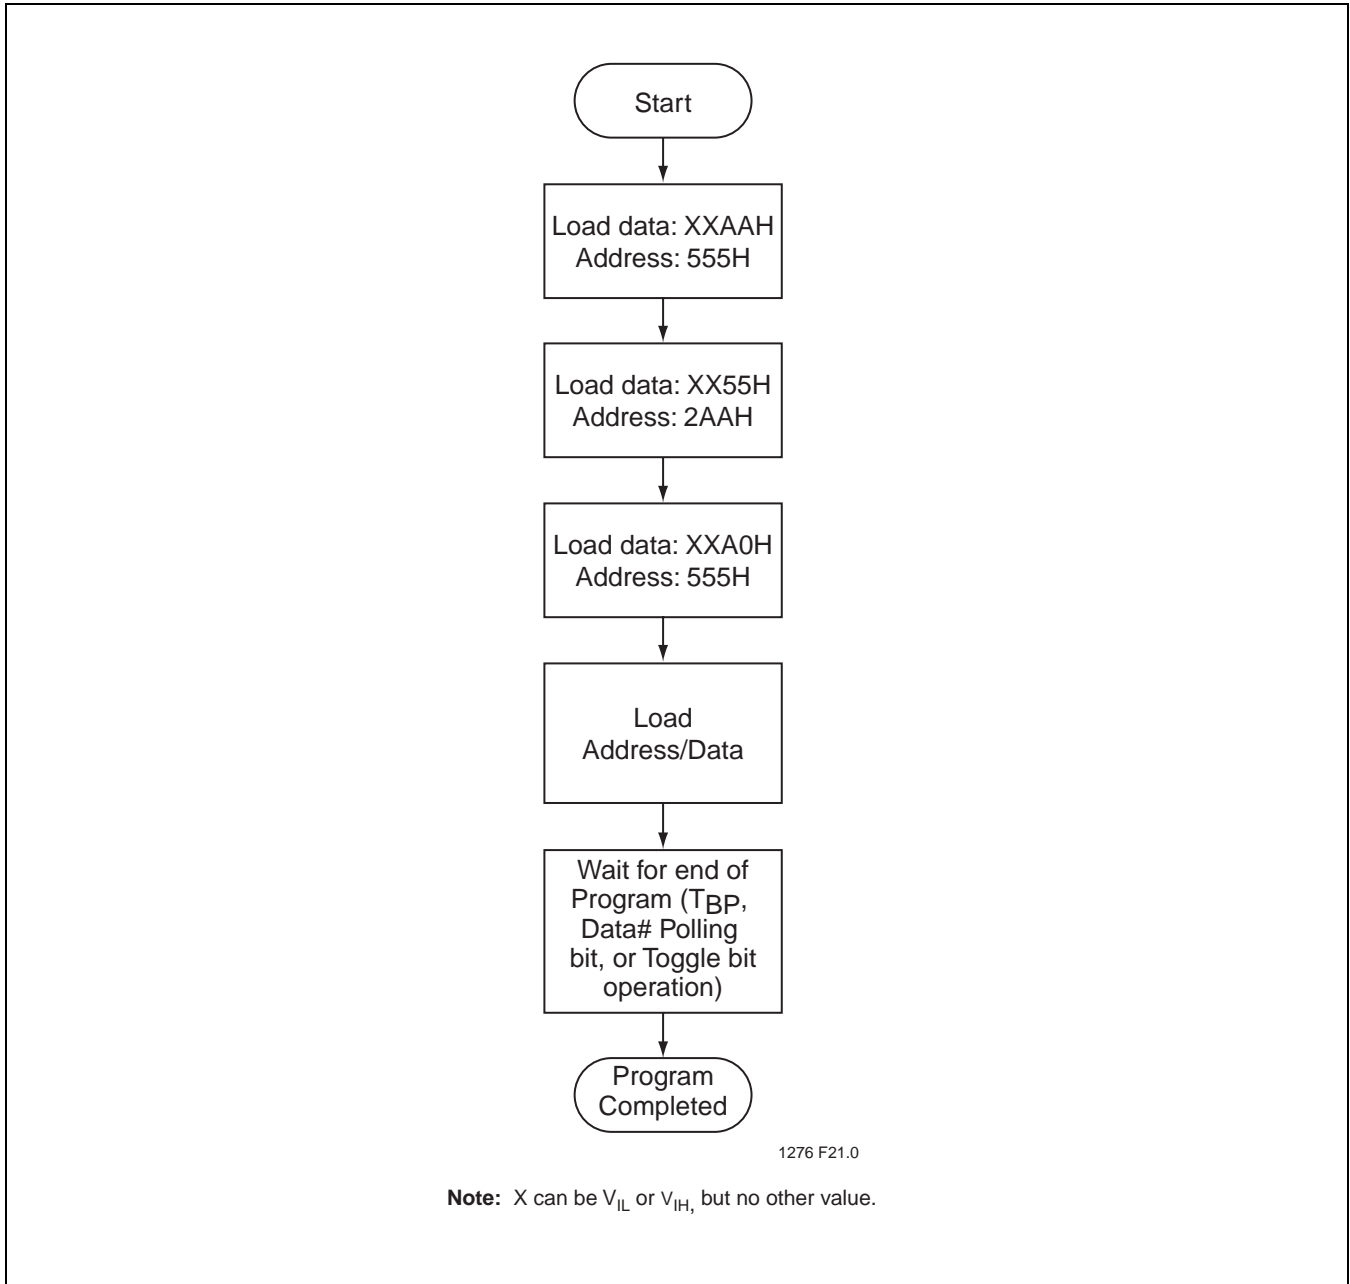 Start
Load data: XXAAH
Address: 555H
Load data: XX55H
Address: 2AAH
Load data: XXA0H
Address: 555H
Load
Address/Data
Wait for end of
Program (TBP,
Data# Polling
bit, or Toggle bit
operation)
Program
Completed
1276 F21.0
Note: X can be VIL or VIH, but no other value.